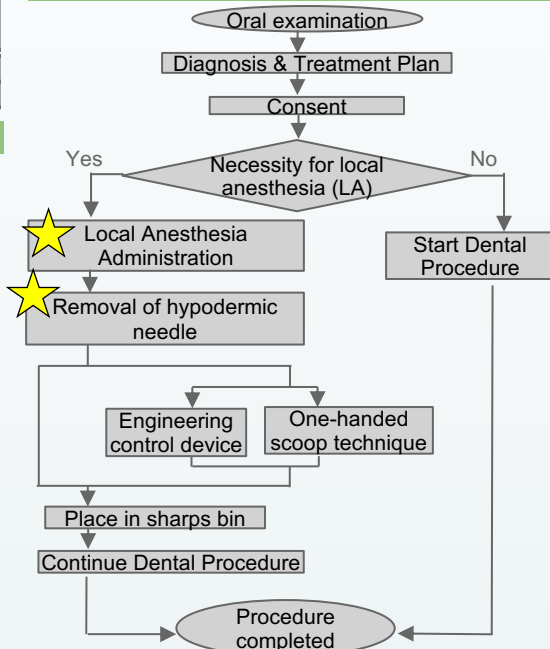 Oral examination
Diagnosis & Treatment Plan
Consent
Necessity for local
anesthesia (LA)
Yes
No
Local Anesthesia
Administration
Start Dental
Procedure
Removal of hypodermic
needle
Engineering
control device
One-handed
scoop technique
Place in sharps bin
Continue Dental Procedure
Procedure
completed